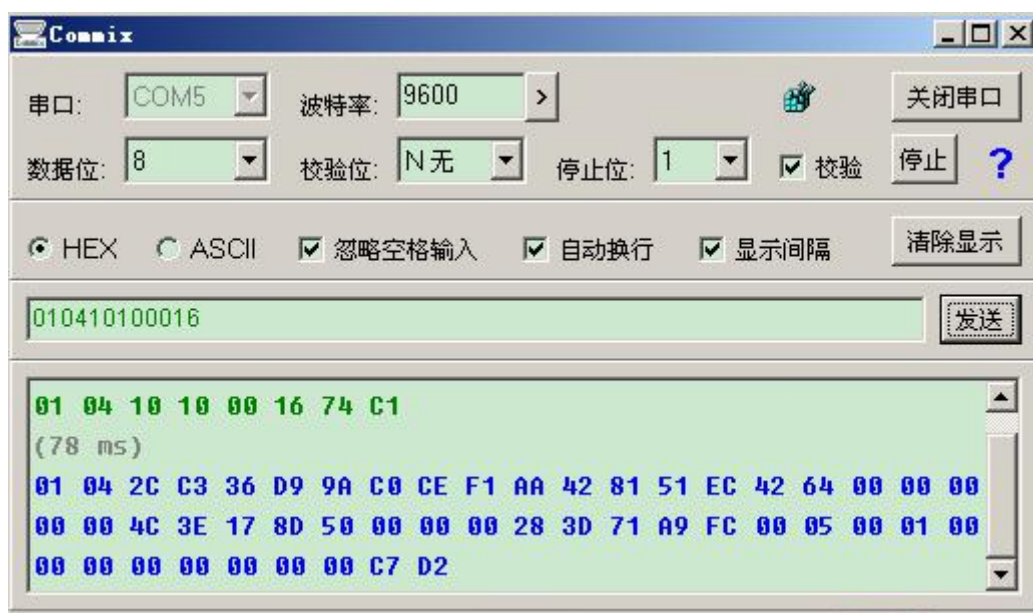 Commix
串口: COM5 波特率: 9600 > 关闭串口
数据位: 8 校验位: N 无 停止位: 1 校验 停止 ?
HEX ASCII 忽略空格输入 自动换行 显示间隔 清除显示
010410100016 发送
01 04 10 10 00 16 74 C1
(78 ms)
01 04 2C C3 36 D9 9A C0 CE F1 AA 42 81 51 EC 42 64 00 00 00
00 00 4C 3E 17 8D 50 00 00 00 28 3D 71 A9 FC 00 05 00 01 00
00 00 00 00 00 00 00 C7 D2